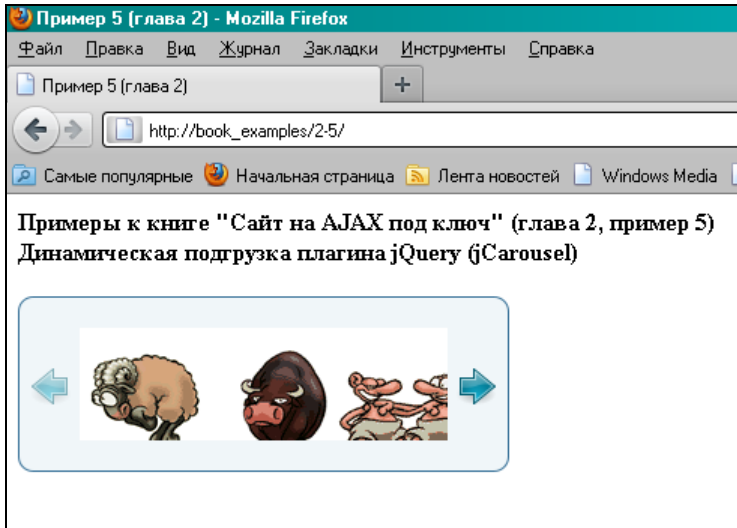 Пример 5 (глава 2) - Mozilla Firefox
Файл Правка Вид Журнал Закладки Инструменты Справка
Пример 5 (глава 2) +
http://book_examples/2-5/
Самые популярные Начальная страница Лента новостей Windows Media
Примеры к книге "Сайт на AJAX под ключ" (глава 2, пример 5)
Динамическая подгрузка плагина jQuery (jCarousel)